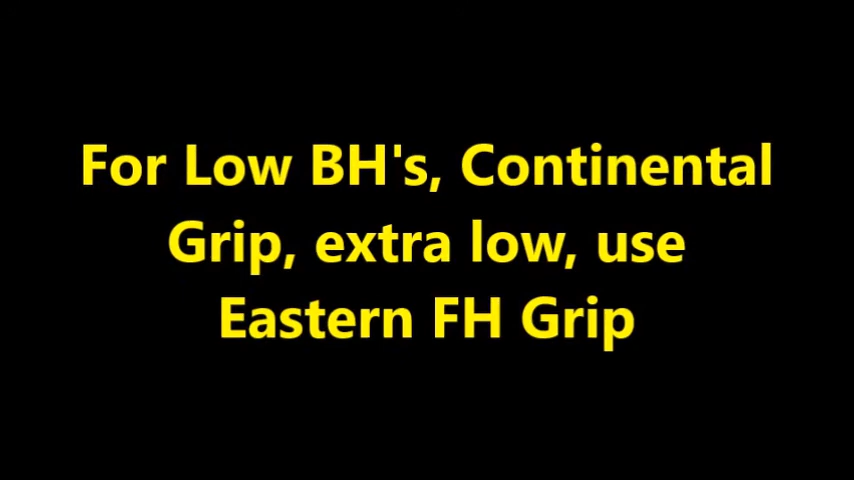 For Low BH's, Continental
Grip, extra low, use
Eastern FH Grip